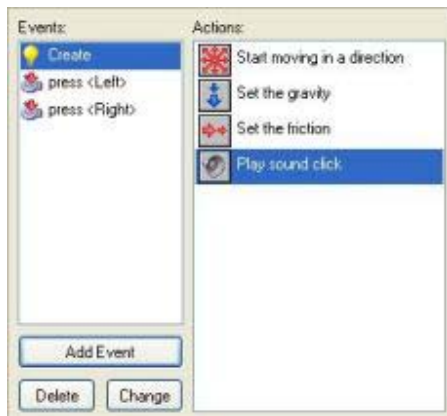 Events:
Create
press <Left>
press <Right>
Add Event
Delete
Change
Actions:
Start moving in a direction
Set the gravity
Set the friction
Play sound click